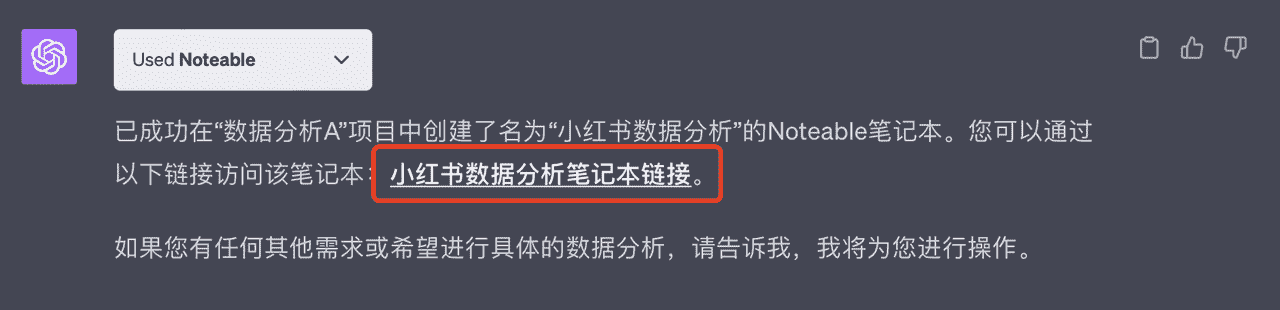 Used Noteable
已成功在“数据分析A”项目中创建了名为“小红书数据分析”的Noteable笔记本。您可以通过
以下链接访问该笔记本：小红书数据分析笔记本链接。
如果您有任何其他需求或希望进行具体的数据分析，请告诉我，我将为您进行操作。